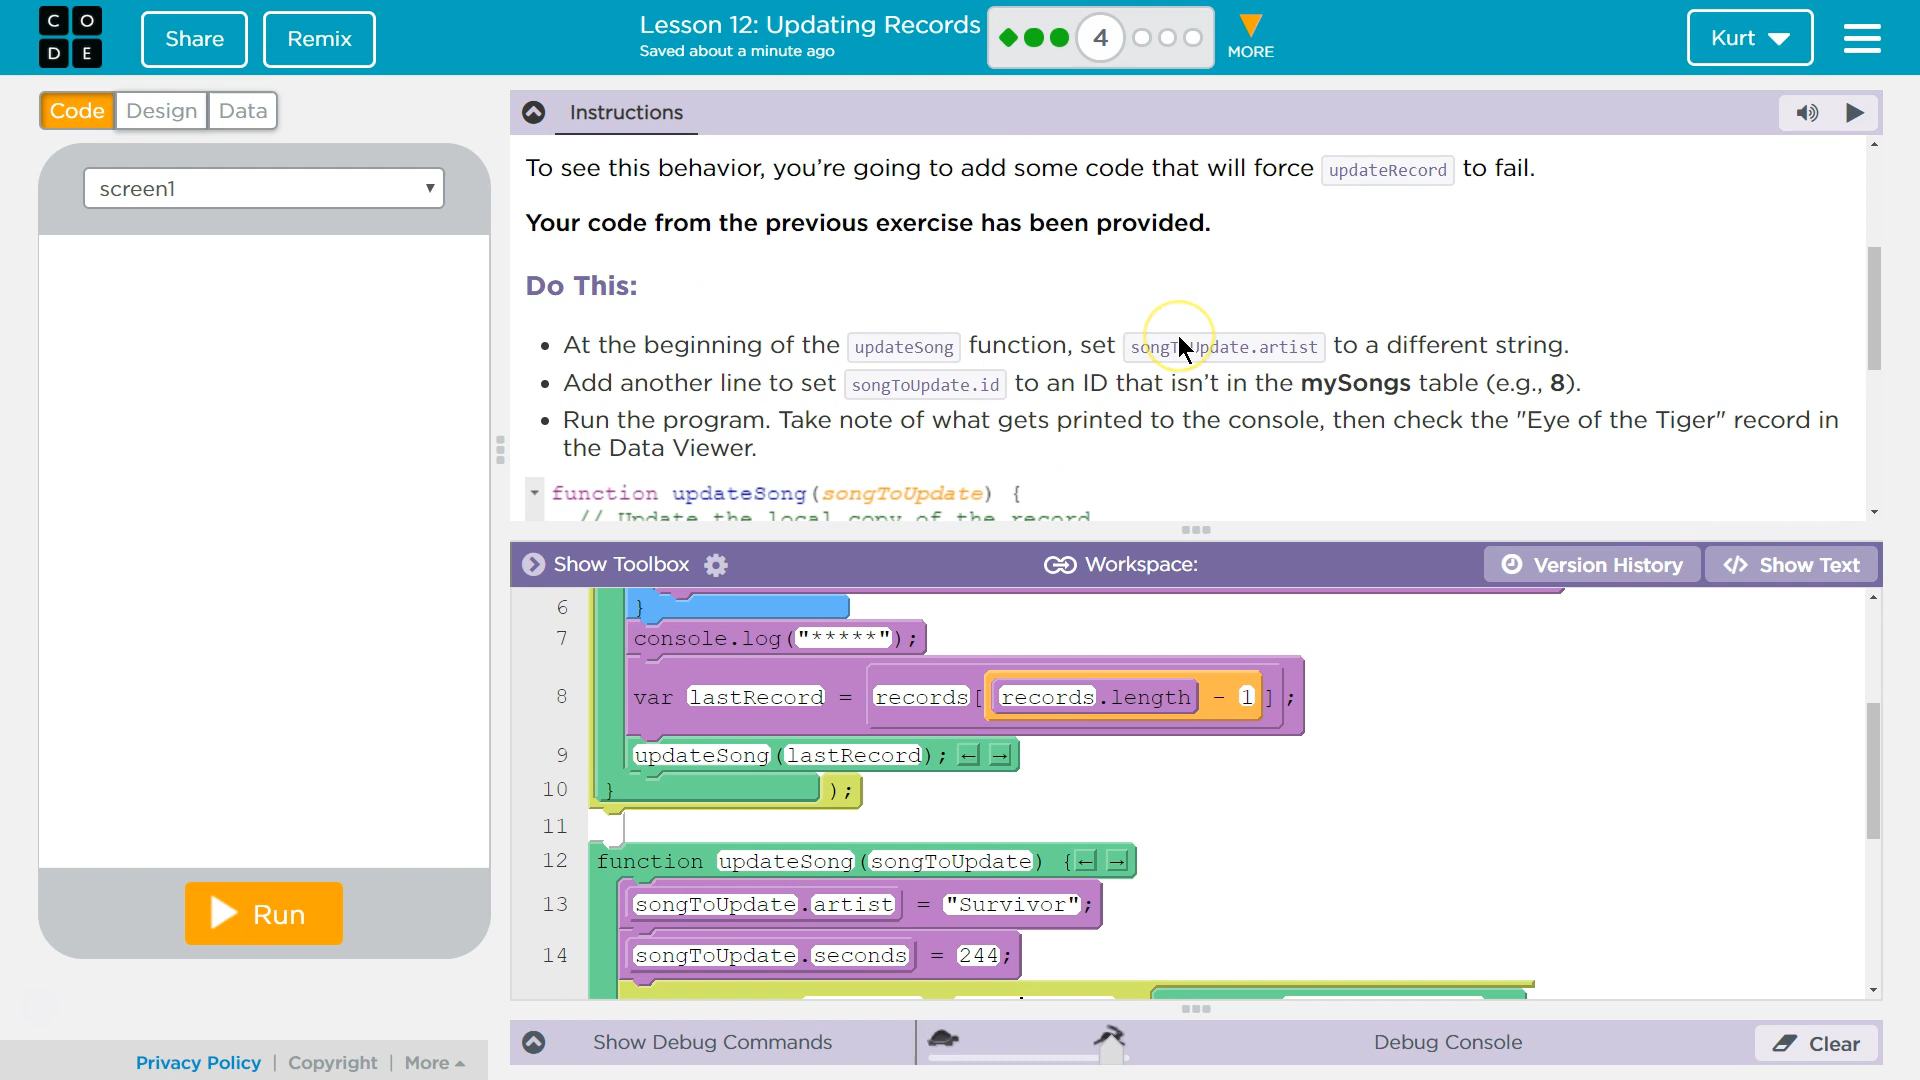 C O
D E
Share
Remix
Lesson 12: Updating Records
Saved about a minute ago
4
MORE
Kurt
Code
Design
Data
screen1
Run
Privacy Policy | Copyright | More
Instructions
To see this behavior, you're going to add some code that will force updateRecord to fail.
Your code from the previous exercise has been provided.
Do This:
• At the beginning of the updateSong function, set songToUpdate.artist to a different string.
• Add another line to set songToUpdate.id to an ID that isn't in the mySongs table (e.g., 8).
• Run the program. Take note of what gets printed to the console, then check the "Eye of the Tiger" record in
the Data Viewer.
function updateSong(songToUpdate) {
// Update the local copy of the record
Show Toolbox
Workspace:
Version History
</> Show Text
6 }
7 console.log("*****");
8 var lastRecord = records[records.length - 1];
9 updateSong(lastRecord); ← →
10 } );
11
12 function updateSong(songToUpdate) { ← →
13 songToUpdate.artist = "Survivor";
14 songToUpdate.seconds = 244;
Show Debug Commands
Debug Console
Clear